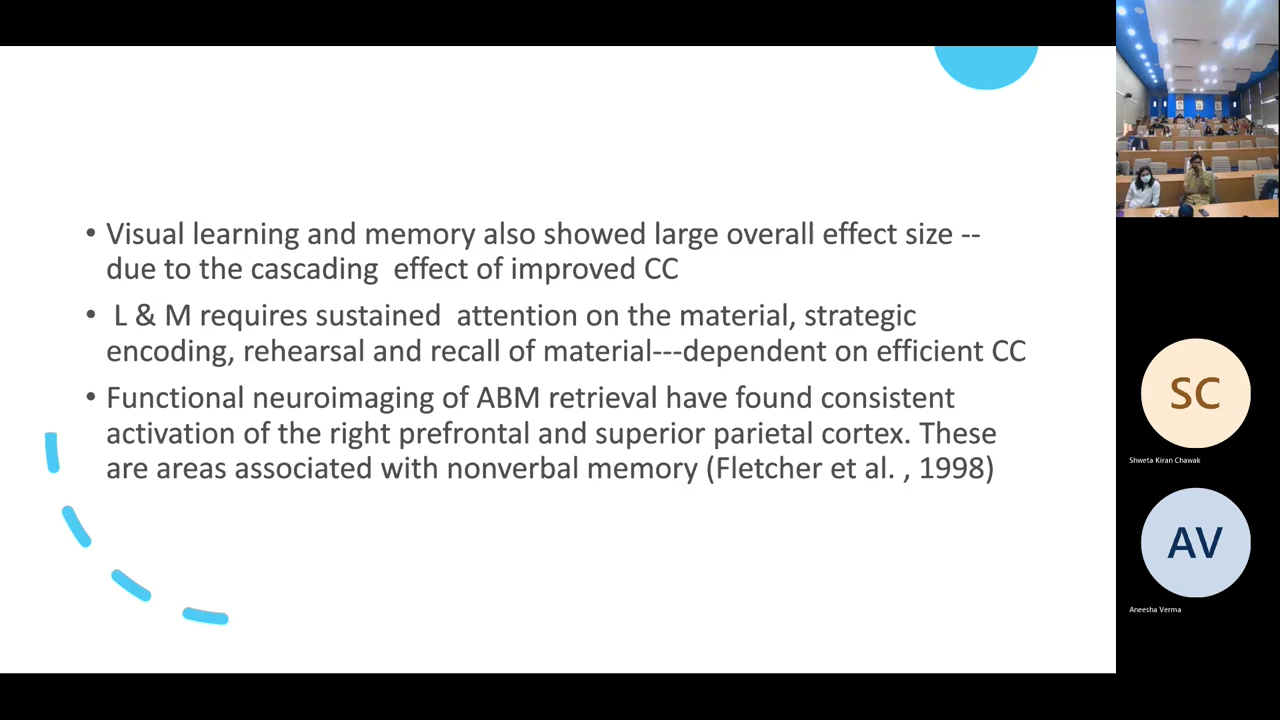 • Visual learning and memory also showed large overall effect size --
due to the cascading  effect of improved CC
•  L & M requires sustained  attention on the material, strategic
encoding, rehearsal and recall of material---dependent on efficient CC
• Functional neuroimaging of ABM retrieval have found consistent
activation of the right prefrontal and superior parietal cortex. These
are areas associated with nonverbal memory (Fletcher et al. , 1998)
SC
Shweta Kiran Chawak
AV
Aneesha Verma